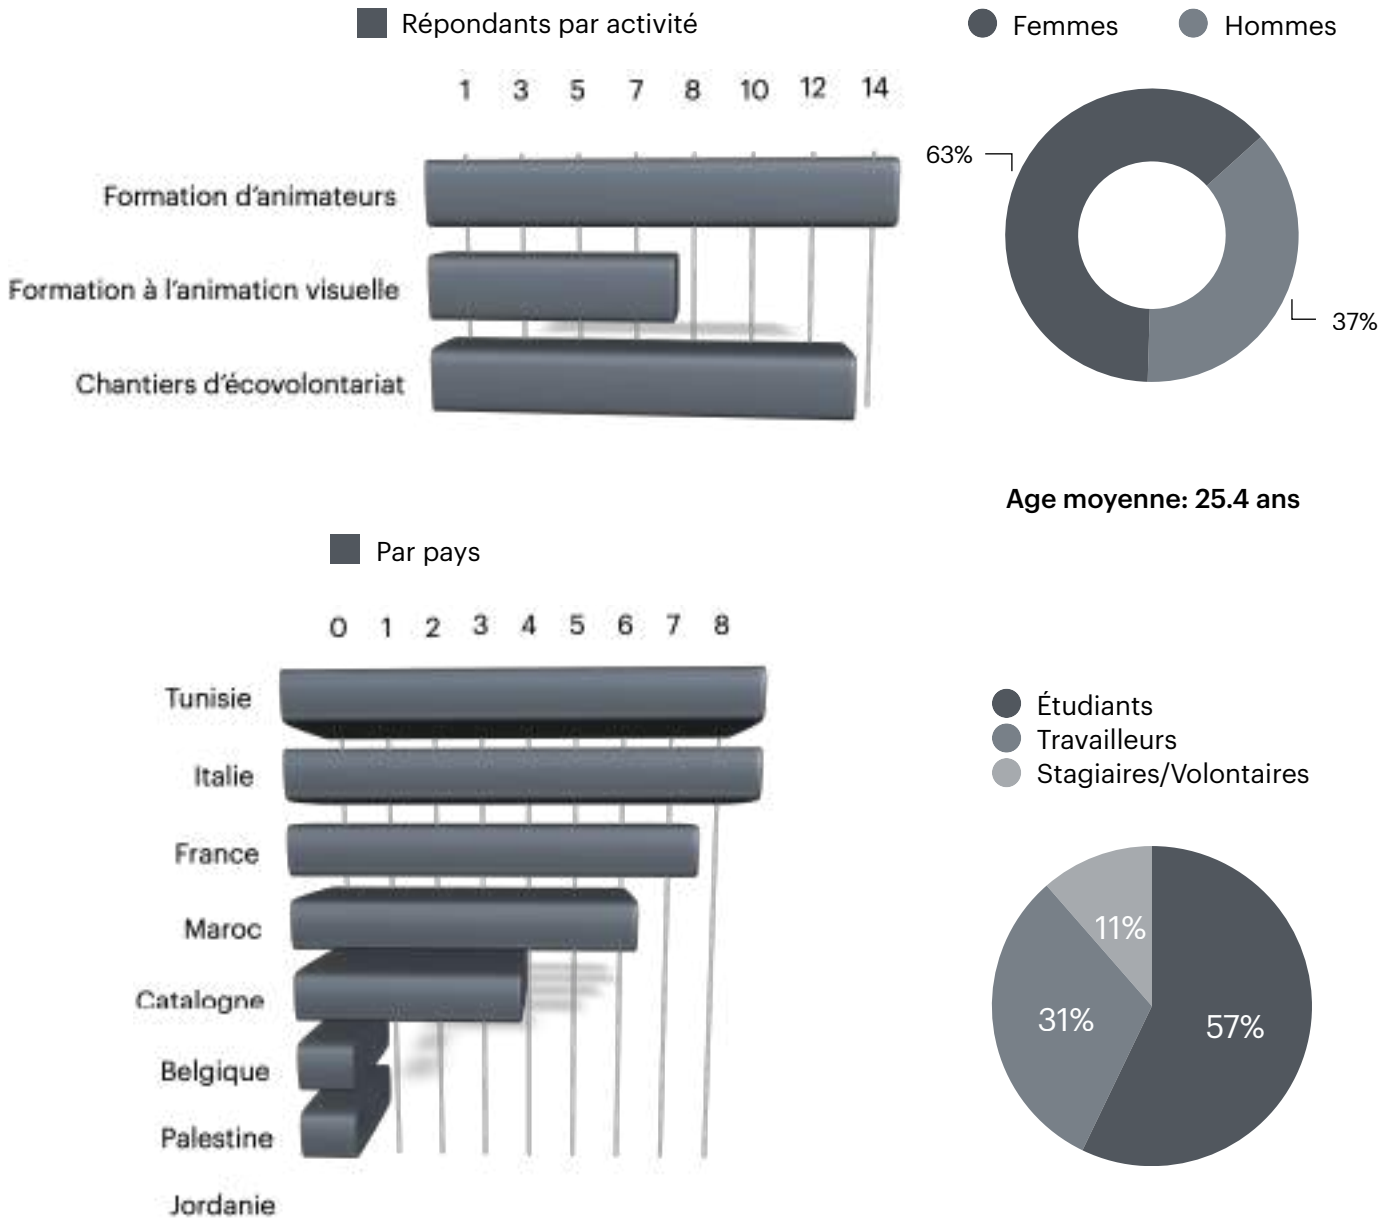 Répondants par activité
1 3 5 7 8 10 12 14
Formation d'animateurs
Formation à l'animation visuelle
Chantiers d'écovolontariat
Femmes Hommes
63%
37%
Age moyenne: 25.4 ans
Par pays
0 1 2 3 4 5 6 7 8
Tunisie
Italie
France
Maroc
Catalogne
Belgique
Palestine
Jordanie
Étudiants
Travailleurs
Stagiaires/Volontaires
11%
31%
57%